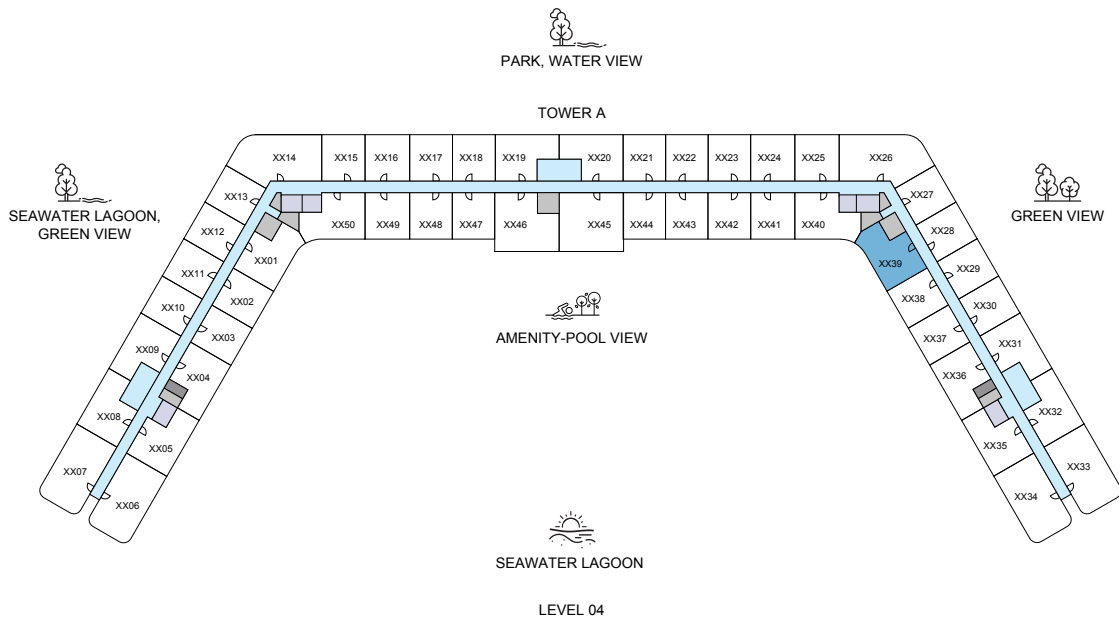 PARK, WATER VIEW
TOWER A
XX14 XX15 XX16 XX17 XX18 XX19 XX20 XX21 XX22 XX23 XX24 XX25 XX26
XX13 XX27
SEAWATER LAGOON,
GREEN VIEW
GREEN VIEW
XX12 XX50 XX49 XX48 XX47 XX46 XX45 XX44 XX43 XX42 XX41 XX40 XX28
XX01 XX39 XX29
XX11 XX02 XX38 XX30
XX10 XX03 XX37 XX31
AMENITY-POOL VIEW
XX09 XX04 XX36 XX32
XX08 XX05 XX35 XX33
XX07 XX06 XX34
SEAWATER LAGOON
LEVEL 04